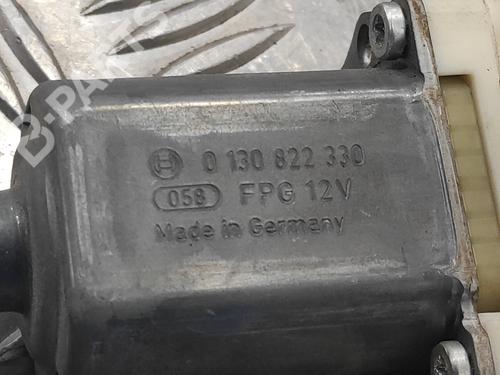 0 130 822 330
058 FPG 12V
Made in Germany
B-PARTS